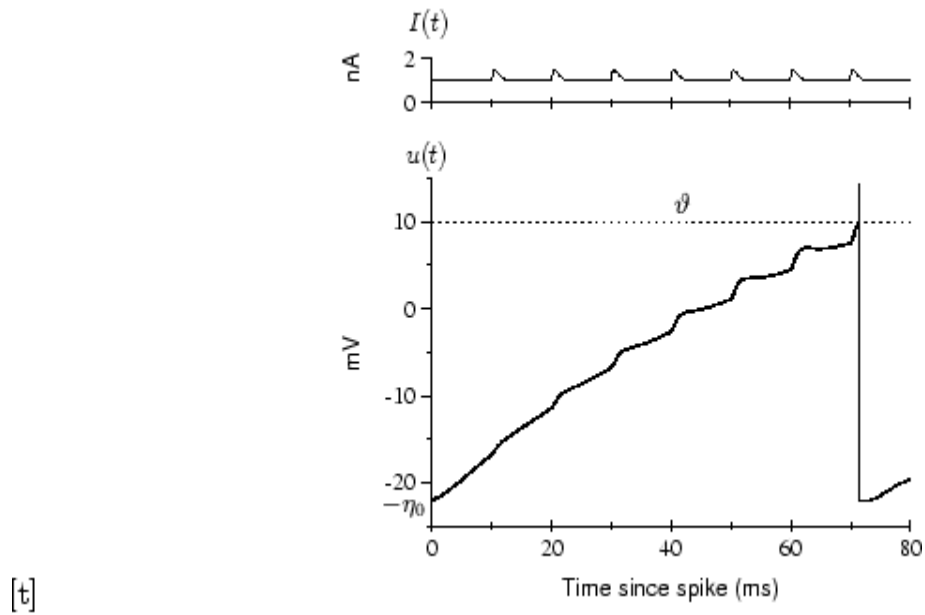 I(t)
nA
2
0
u(t)
ϑ
10
0
mV
-10
-20
−η₀
0 20 40 60 80
Time since spike (ms)
[t]